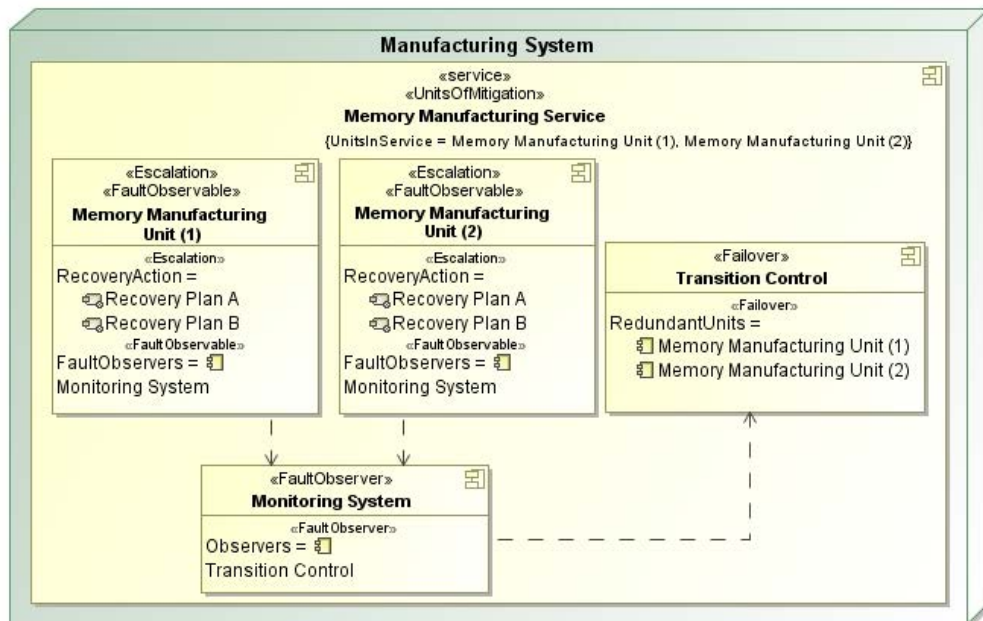 Manufacturing System
«service»
«UnitsOfMitigation»
Memory Manufacturing Service
{UnitsInService = Memory Manufacturing Unit (1), Memory Manufacturing Unit (2)}
«Escalation»
«FaultObservable»
Memory Manufacturing
Unit (1)
«Escalation»
RecoveryAction =
Recovery Plan A
Recovery Plan B
«FaultObservable»
FaultObservers =
Monitoring System
«Escalation»
«FaultObservable»
Memory Manufacturing
Unit (2)
«Escalation»
RecoveryAction =
Recovery Plan A
Recovery Plan B
«FaultObservable»
FaultObservers =
Monitoring System
«Failover»
Transition Control
«Failover»
RedundantUnits =
Memory Manufacturing Unit (1)
Memory Manufacturing Unit (2)
«FaultObserver»
Monitoring System
«FaultObserver»
Observers =
Transition Control